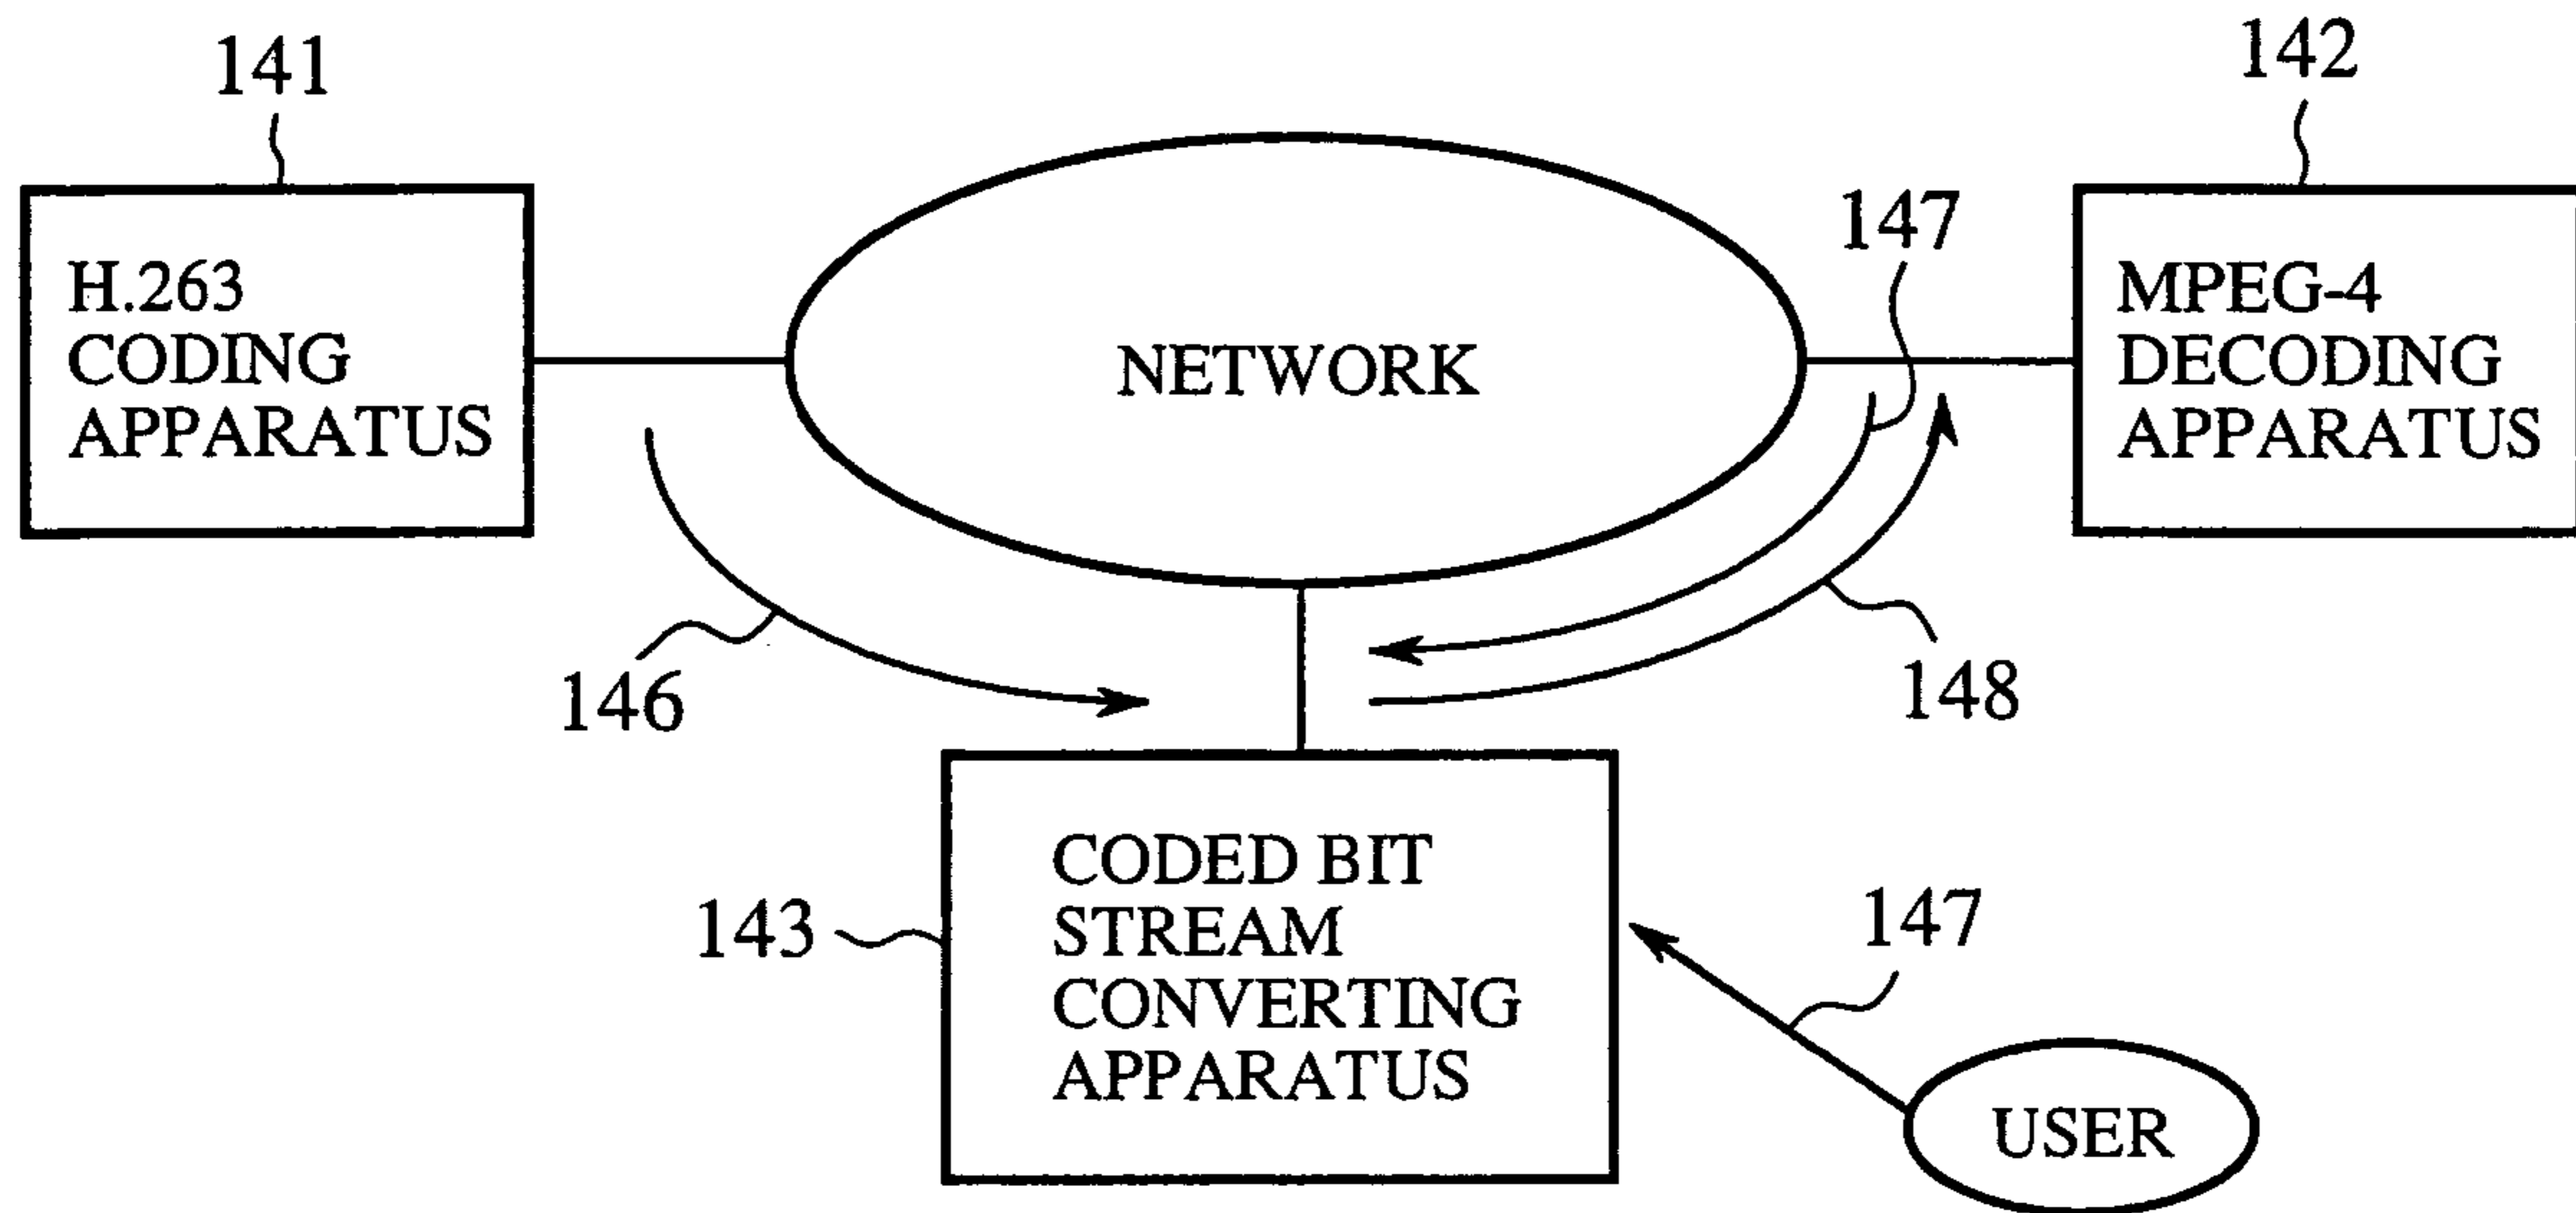 141
142
147
H.263
CODING
APPARATUS
NETWORK
MPEG-4
DECODING
APPARATUS
146
148
143
CODED BIT
STREAM
CONVERTING
APPARATUS
147
USER